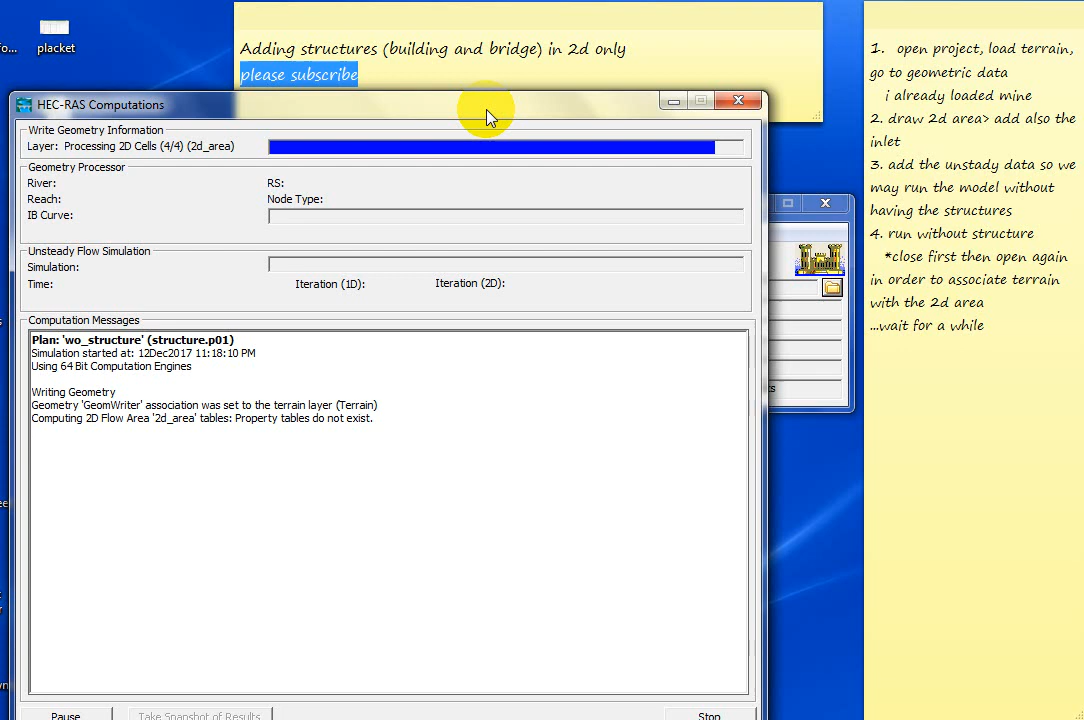 placket
Adding structures (building and bridge) in 2d only
please subscribe
HEC-RAS Computations
Write Geometry Information
Layer: Processing 2D Cells (4/4) (2d_area)
Geometry Processor
River: RS:
Reach: Node Type:
IB Curve:
Unsteady Flow Simulation
Simulation:
Time: Iteration (1D): Iteration (2D):
Computation Messages
Plan: 'wo_structure' (structure.p01)
Simulation started at: 12Dec2017 11:18:10 PM
Using 64 Bit Computation Engines
Writing Geometry
Geometry 'GeomWriter' association was set to the terrain layer (Terrain)
Computing 2D Flow Area '2d_area' tables: Property tables do not exist.
Pause Take Snapshot of Results Stop
1. open project, load terrain,
go to geometric data
i already loaded mine
2. draw 2d area> add also the
inlet
3. add the unstady data so we
may run the model without
having the structures
4. run without structure
*close first then open again
in order to associate terrain
with the 2d area
...wait for a while